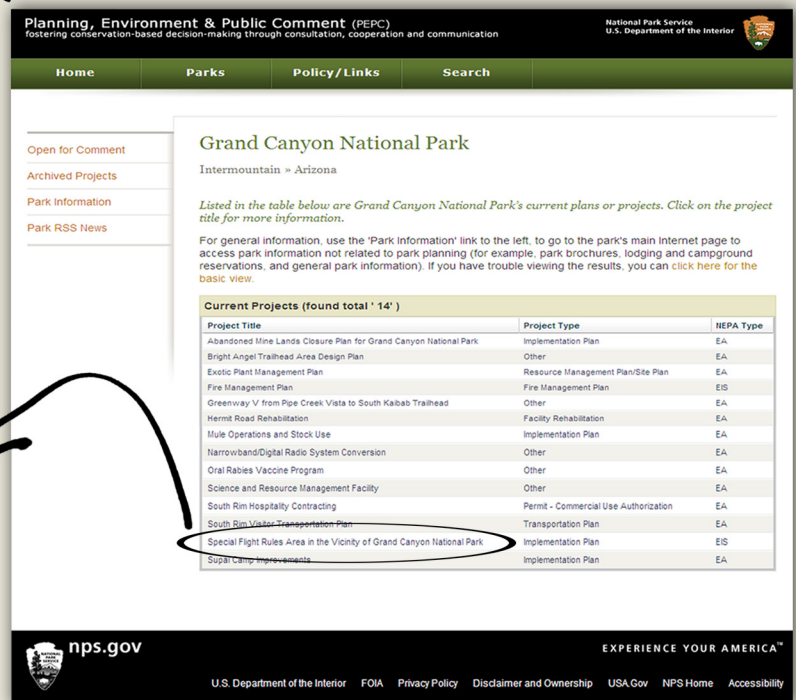 Planning, Environment & Public Comment (PEPC)
fostering conservation-based decision-making through consultation, cooperation and communication
National Park Service
U.S. Department of the Interior
Home Parks Policy/Links Search
Open for Comment
Archived Projects
Park Information
Park RSS News
Grand Canyon National Park
Intermountain » Arizona
Listed in the table below are Grand Canyon National Park's current plans or projects. Click on the project
title for more information.
For general information, use the 'Park Information' link to the left, to go to the park's main Internet page to
access park information not related to park planning (for example, park brochures, lodging and campground
reservations, and general park information). If you have trouble viewing the results, you can click here for the
basic view.
Current Projects (found total ' 14' )
Project Title Project Type NEPA Type
Abandoned Mine Lands Closure Plan for Grand Canyon National Park Implementation Plan EA
Bright Angel Trailhead Area Design Plan Other EA
Exotic Plant Management Plan Resource Management Plan/Site Plan EA
Fire Management Plan Fire Management Plan EIS
Greenway V from Pipe Creek Vista to South Kaibab Trailhead Other EA
Hermit Road Rehabilitation Facility Rehabilitation EA
Mule Operations and Stock Use Implementation Plan EA
Narrowband/Digital Radio System Conversion Other EA
Oral Rabies Vaccine Program Other EA
Science and Resource Management Facility Other EA
South Rim Hospitality Contracting Permit - Commercial Use Authorization EA
South Rim Visitor Transportation Plan Transportation Plan EA
Special Flight Rules Area in the Vicinity of Grand Canyon National Park Implementation Plan EIS
Supai Camp Improvements Implementation Plan EA
nps.gov
EXPERIENCE YOUR AMERICA™
U.S. Department of the Interior FOIA Privacy Policy Disclaimer and Ownership USA.Gov NPS Home Accessibility